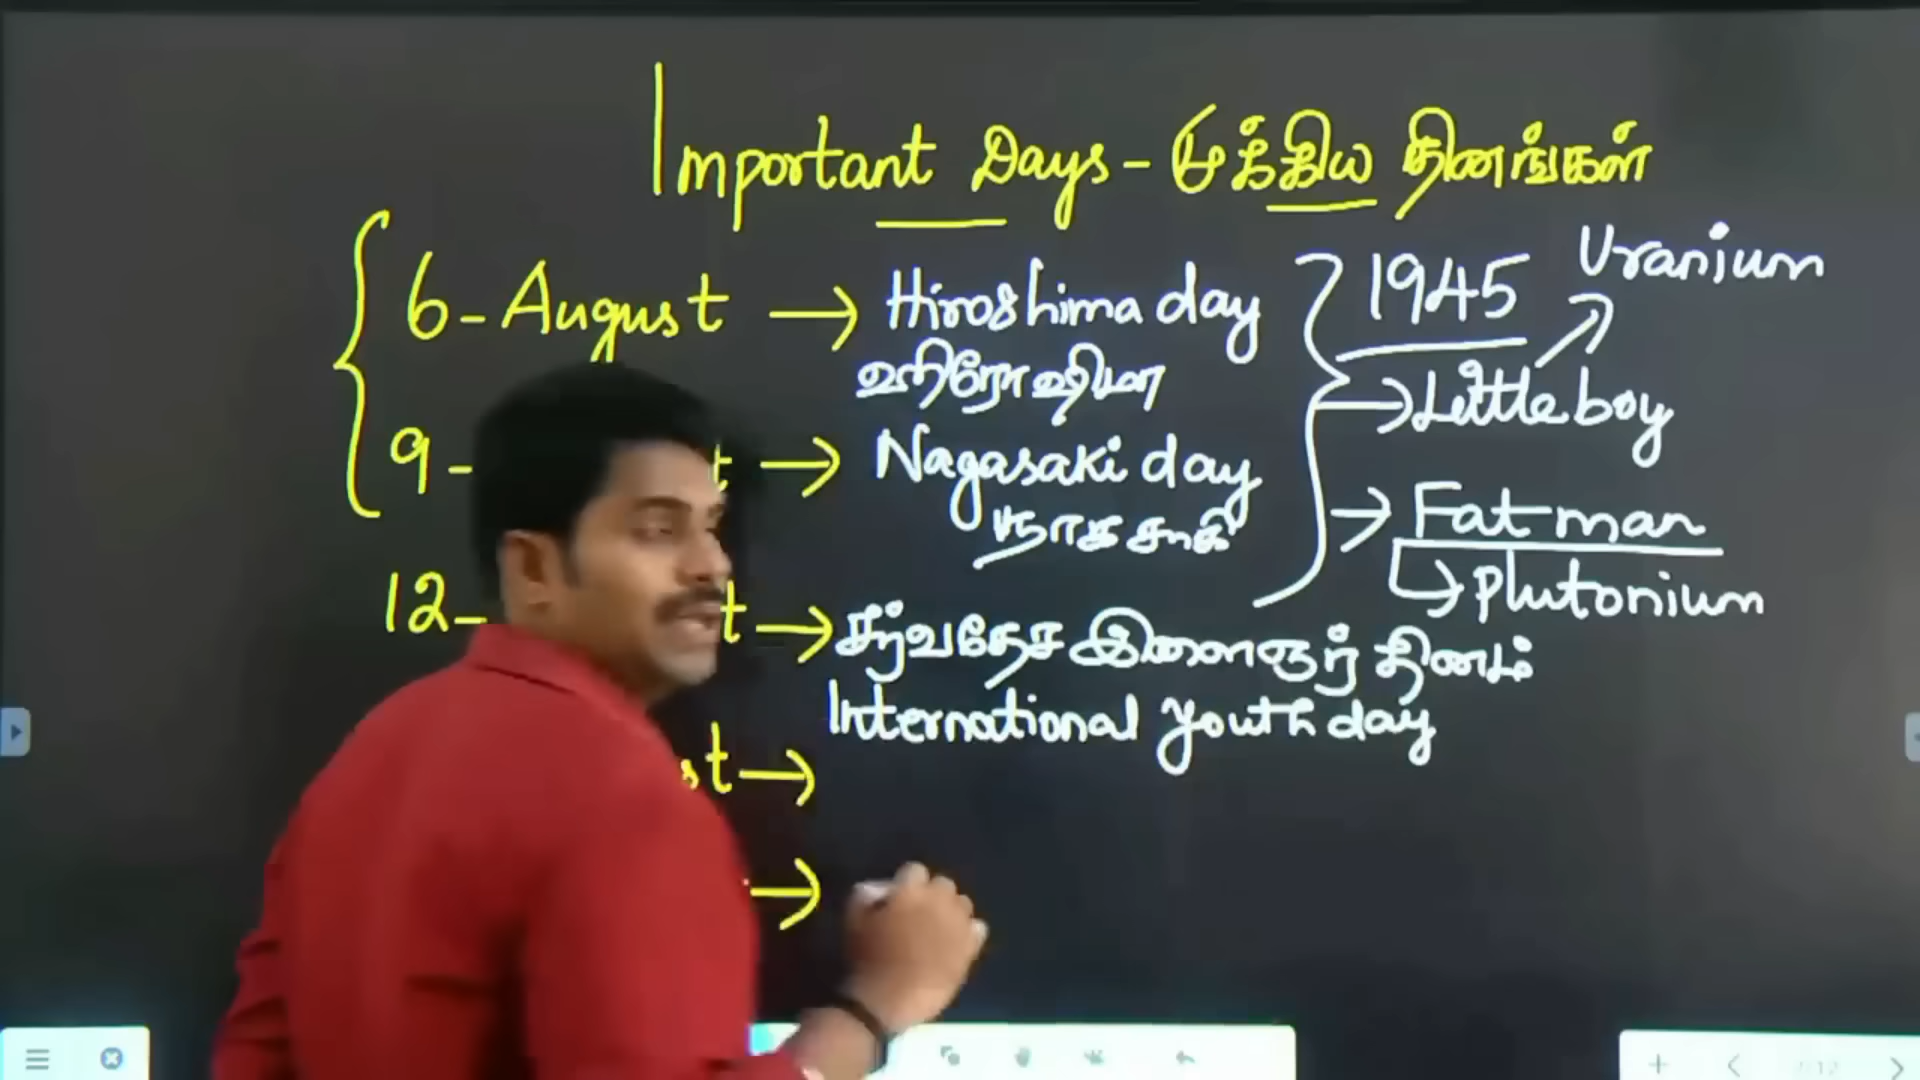 Important Days - முக்கிய தினங்கள்
6 - August → Hiroshima day
ஹிரோஷிமா
9 - t → Nagasaki day
நாகசாகி
1945
Uranium
→ Little boy
→ Fat man
Plutonium
12 - t → சர்வதேச இளைஞர் தினம்
International youth day
st →
→